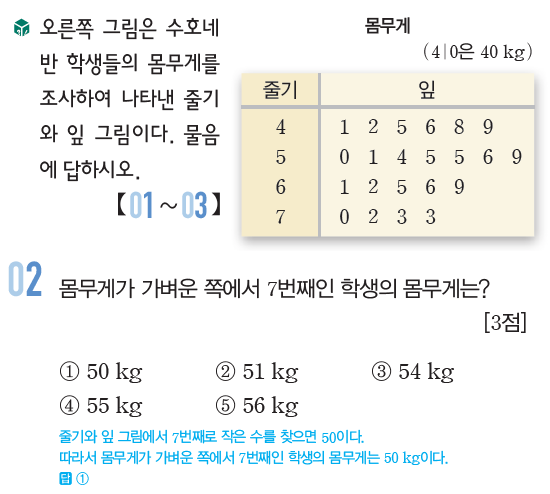 오른쪽 그림은 수호네
반 학생들의 몸무게를
조사하여 나타낸 줄기
와 잎 그림이다. 물음
에 답하시오.
【01～03】
몸무게
(4|0은 40 kg)
줄기 잎
4 1 2 5 6 8 9
5 0 1 4 5 5 6 9
6 1 2 5 6 9
7 0 2 3 3
02 몸무게가 가벼운 쪽에서 7번째인 학생의 몸무게는?
[3점]
① 50 kg ② 51 kg ③ 54 kg
④ 55 kg ⑤ 56 kg
줄기와 잎 그림에서 7번째로 작은 수를 찾으면 50이다.
따라서 몸무게가 가벼운 쪽에서 7번째인 학생의 몸무게는 50 kg이다.
답 ①